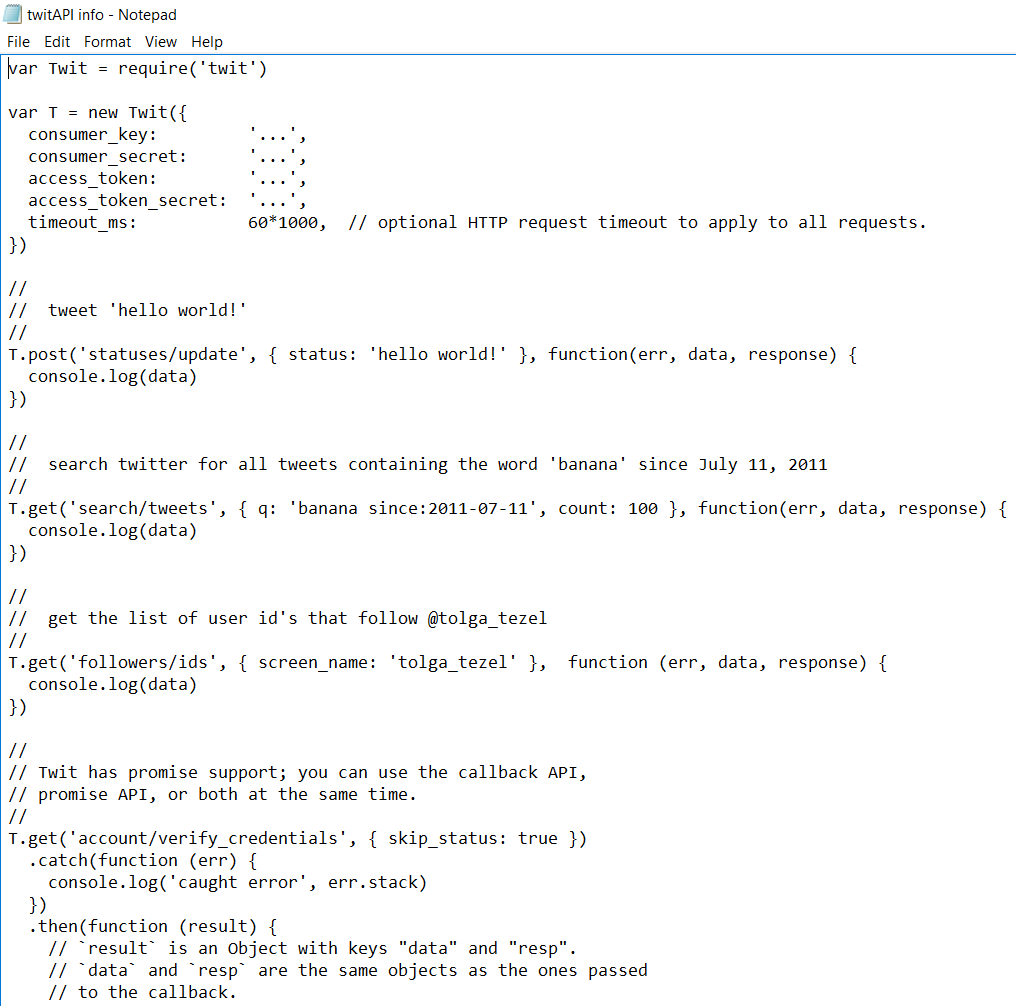 twitAPI info - Notepad
File Edit Format View Help
var Twit = require('twit')

var T = new Twit({
  consumer_key:         '...',
  consumer_secret:      '...',
  access_token:         '...',
  access_token_secret:  '...',
  timeout_ms:           60*1000,  // optional HTTP request timeout to apply to all requests.
})

//
//  tweet 'hello world!'
//
T.post('statuses/update', { status: 'hello world!' }, function(err, data, response) {
  console.log(data)
})

//
//  search twitter for all tweets containing the word 'banana' since July 11, 2011
//
T.get('search/tweets', { q: 'banana since:2011-07-11', count: 100 }, function(err, data, response) {
  console.log(data)
})

//
//  get the list of user id's that follow @tolga_tezel
//
T.get('followers/ids', { screen_name: 'tolga_tezel' },  function (err, data, response) {
  console.log(data)
})

//
// Twit has promise support; you can use the callback API,
// promise API, or both at the same time.
//
T.get('account/verify_credentials', { skip_status: true })
  .catch(function (err) {
    console.log('caught error', err.stack)
  })
  .then(function (result) {
    // `result` is an Object with keys "data" and "resp".
    // `data` and `resp` are the same objects as the ones passed
    // to the callback.